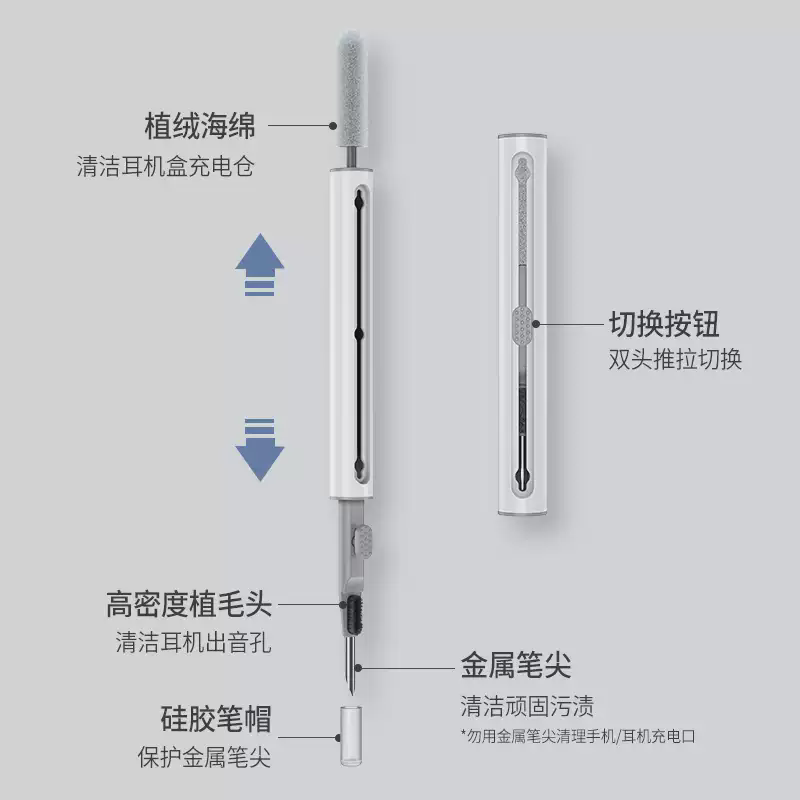 植绒海绵
清洁耳机盒充电仓
切换按钮
双头推拉切换
高密度植毛头
清洁耳机出音孔
金属笔尖
清洁顽固污渍
*勿用金属笔尖清理手机/耳机充电口
硅胶笔帽
保护金属笔尖